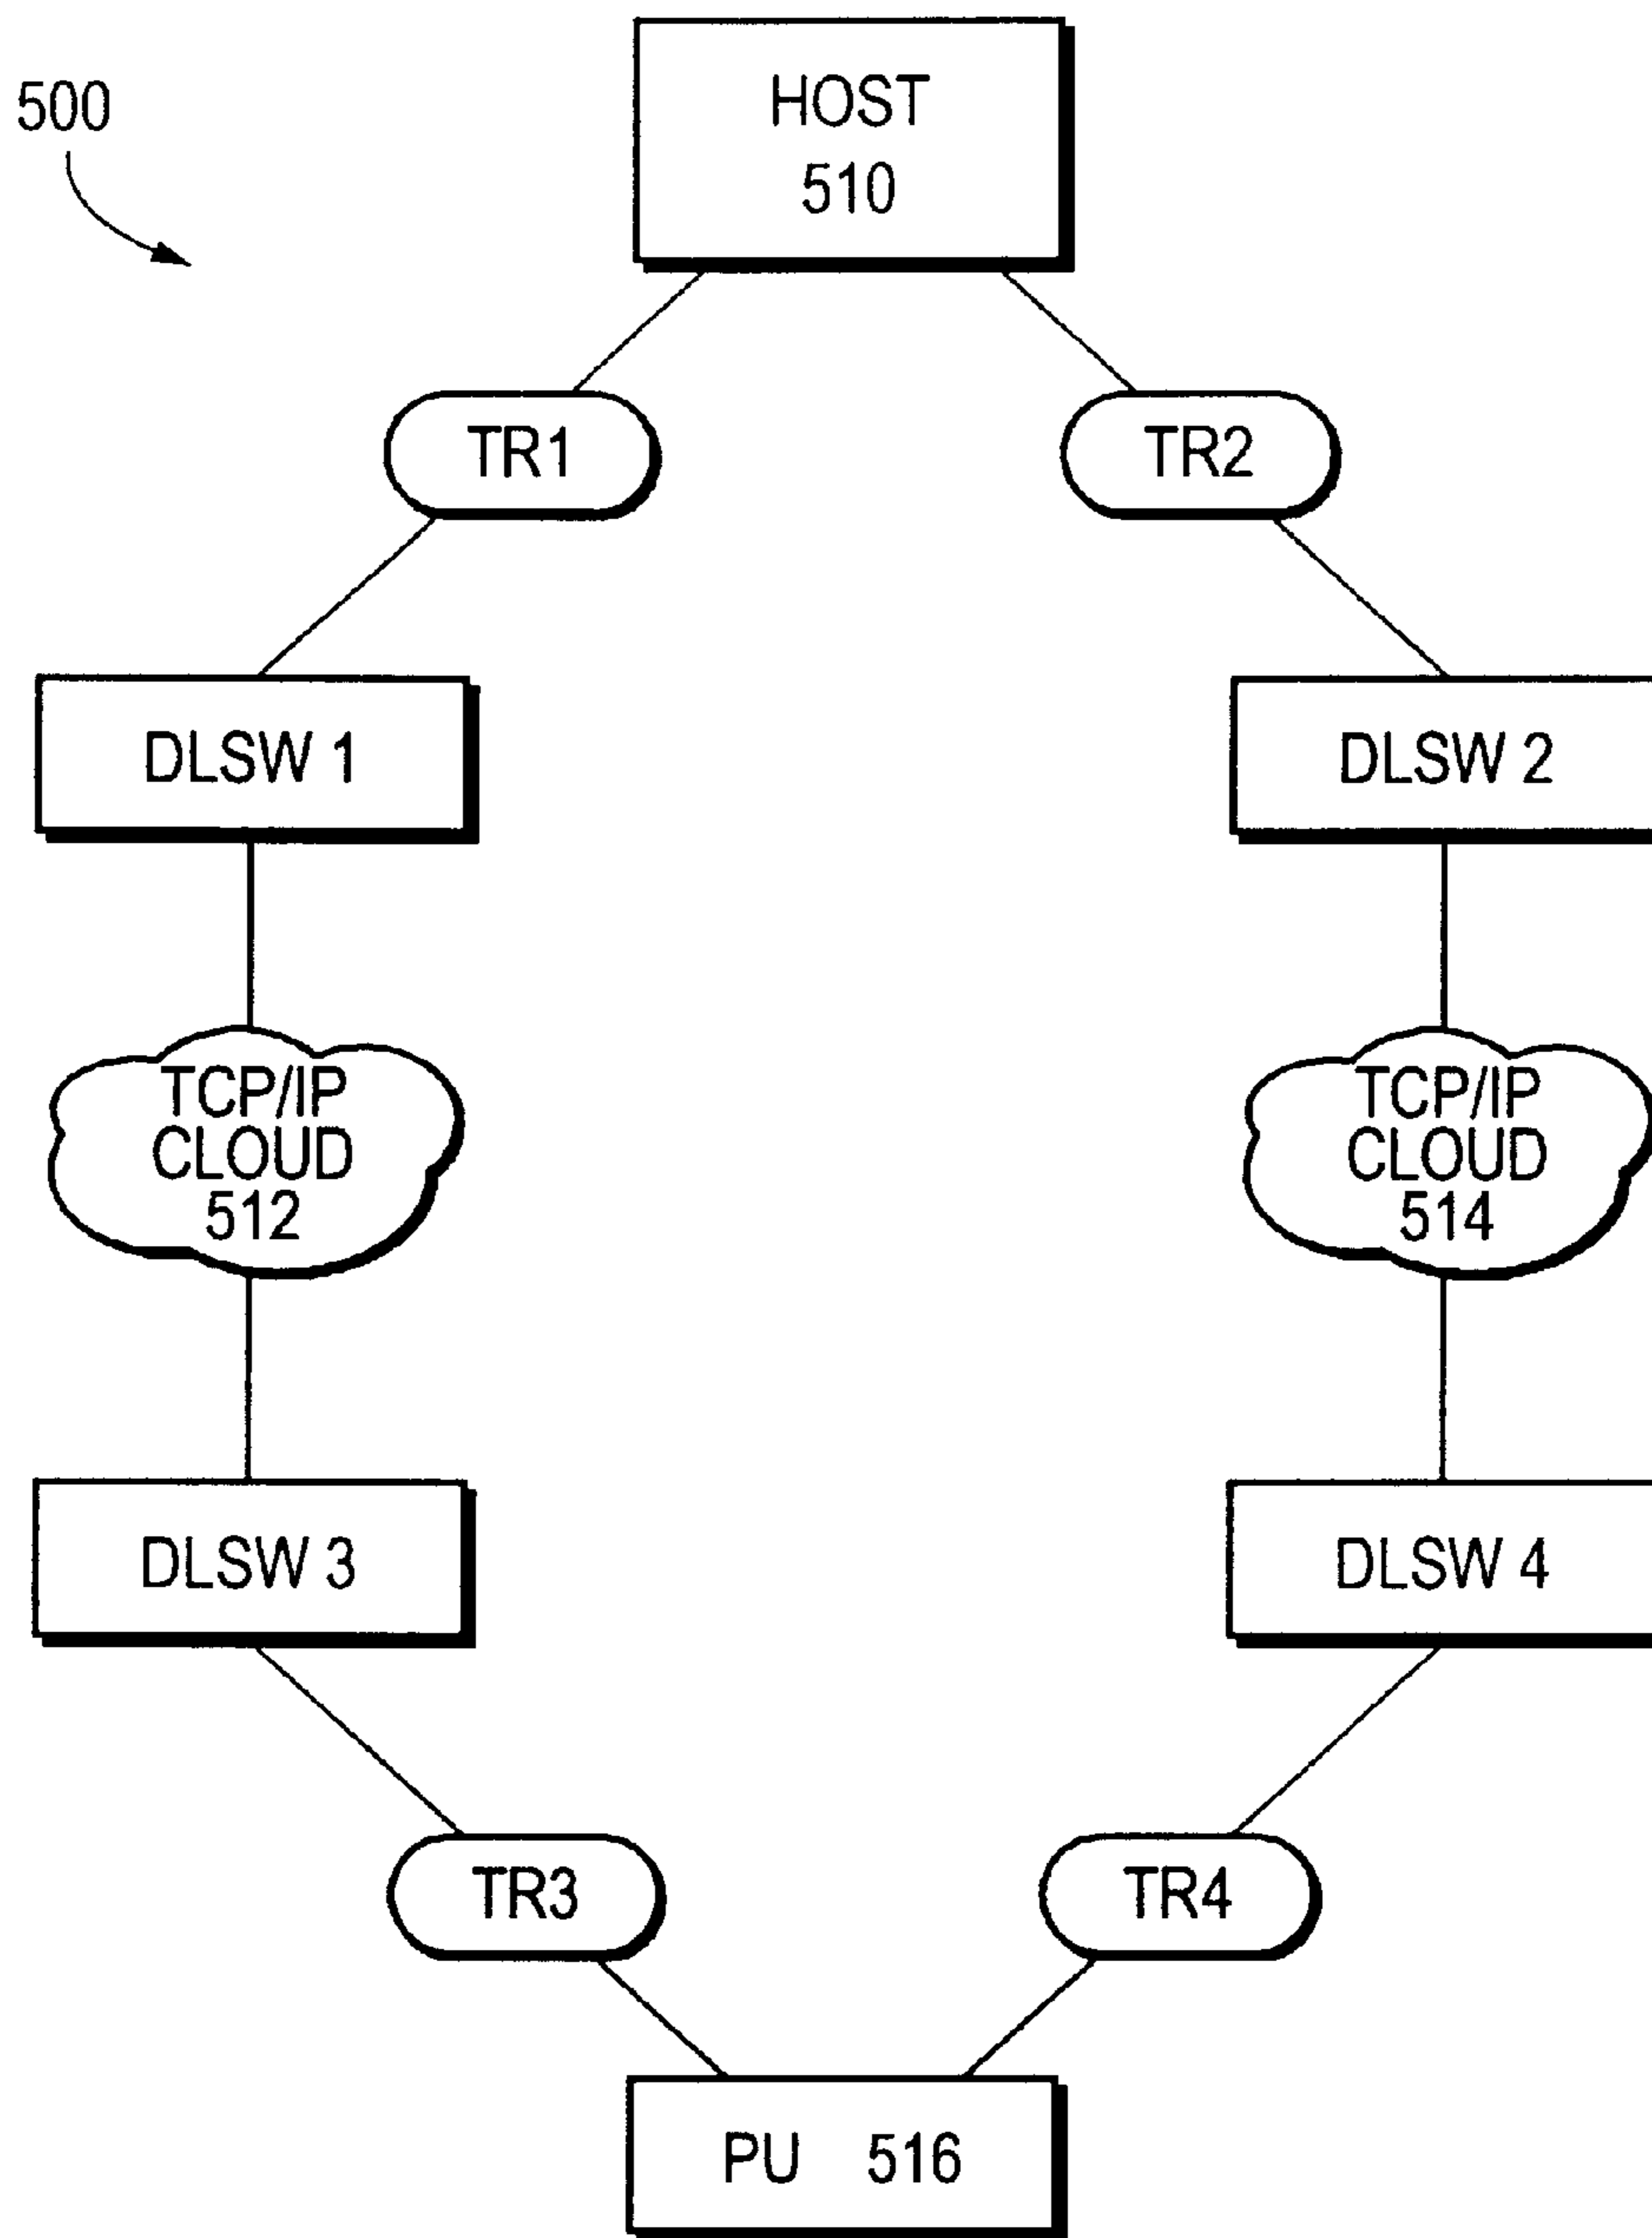 500
HOST
510
TR1
TR2
DLSW 1
DLSW 2
TCP/IP
CLOUD
512
TCP/IP
CLOUD
514
DLSW 3
DLSW 4
TR3
TR4
PU 516